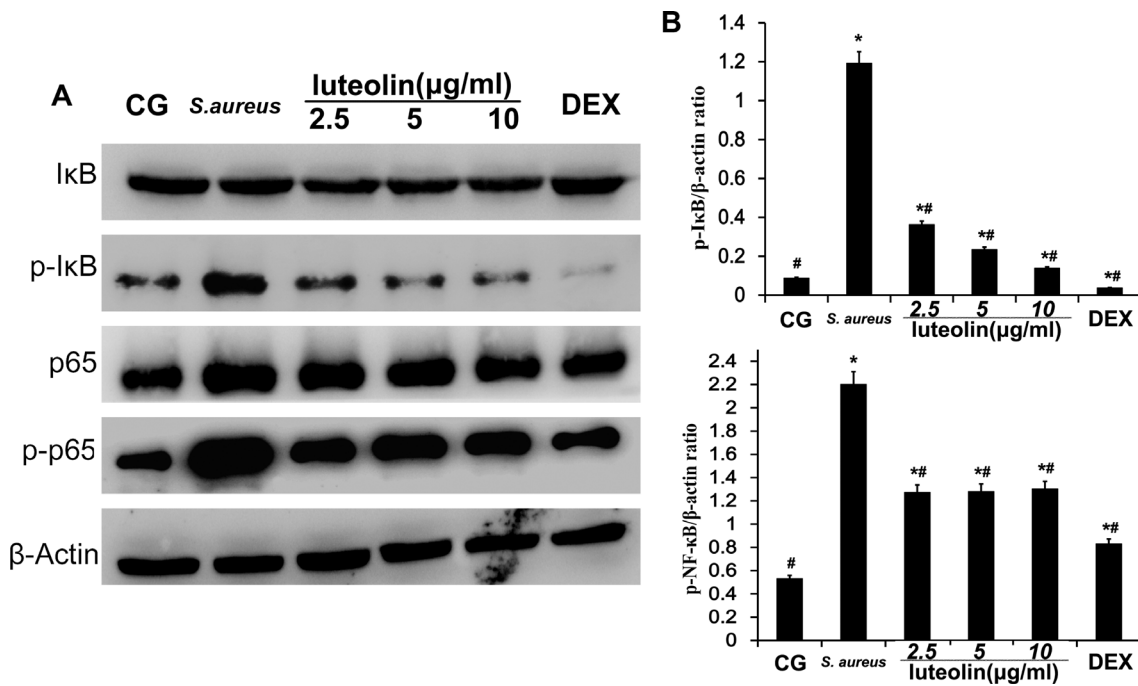 A
CG
S.aureus
luteolin(μg/ml)
2.5
5
10
DEX
IκB
p-IκB
p65
p-p65
β-Actin
B
p-IκB/β-actin ratio
1.4
1.2
1
0.8
0.6
0.4
0.2
0
#
*
*#
*#
*#
*#
CG
S. aureus
2.5
5
10
luteolin(μg/ml)
DEX
p-NF-κB/β-actin ratio
2.4
2.2
2
1.8
1.6
1.4
1.2
1
0.8
0.6
0.4
0.2
0
#
*
*#
*#
*#
*#
CG
S. aureus
2.5
5
10
luteolin(μg/ml)
DEX